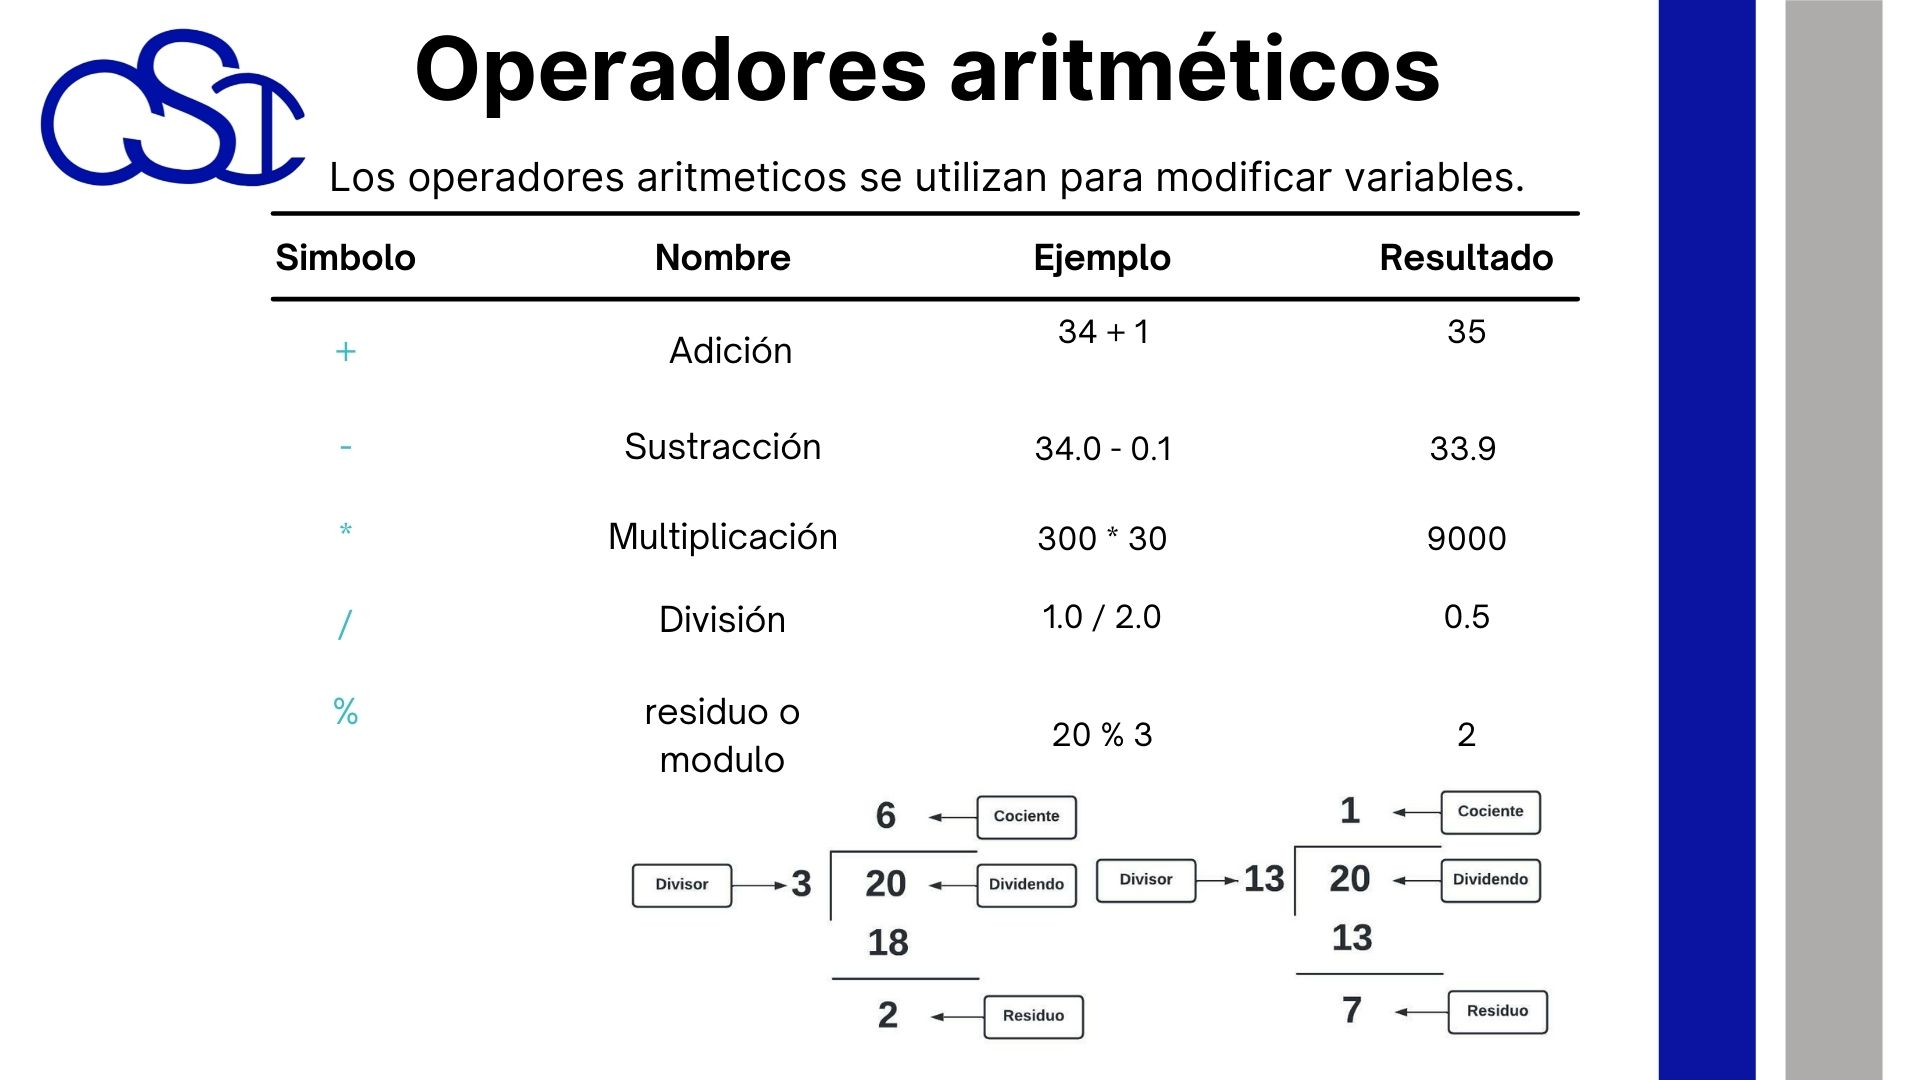 CSI
Operadores aritméticos
Los operadores aritmeticos se utilizan para modificar variables.
Simbolo Nombre Ejemplo Resultado
+ Adición 34 + 1 35
- Sustracción 34.0 - 0.1 33.9
* Multiplicación 300 * 30 9000
/ División 1.0 / 2.0 0.5
% residuo o modulo 20 % 3 2
6 Cociente
Divisor 3 20 Dividendo
18
2 Residuo
1 Cociente
Divisor 13 20 Dividendo
13
7 Residuo